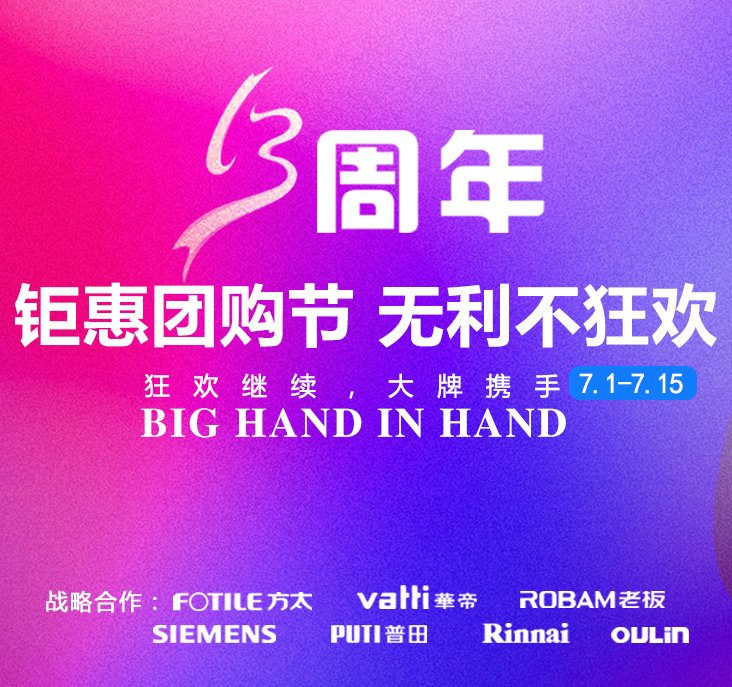 13周年
钜惠团购节 无利不狂欢
狂欢继续，大牌携手 7.1-7.15
BIG HAND IN HAND
战略合作：FOTILE方太 vatti華帝 ROBAM老板
SIEMENS PUTI普田 Rinnai OULIN